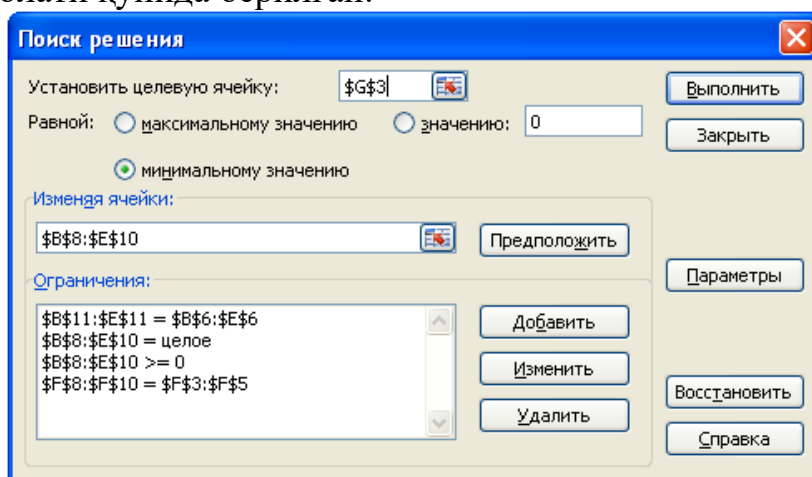 қуйида берилган.
Поиск решения
Установить целевую ячейку: $G$3
Выполнить
Равной: максимальному значению значению: 0
Закрыть
минимальному значению
Изменяя ячейки:
$B$8:$E$10
Предположить
Ограничения:
Параметры
$B$11:$E$11 = $B$6:$E$6
$B$8:$E$10 = целое
$B$8:$E$10 >= 0
$F$8:$F$10 = $F$3:$F$5
Добавить
Изменить
Удалить
Восстановить
Справка